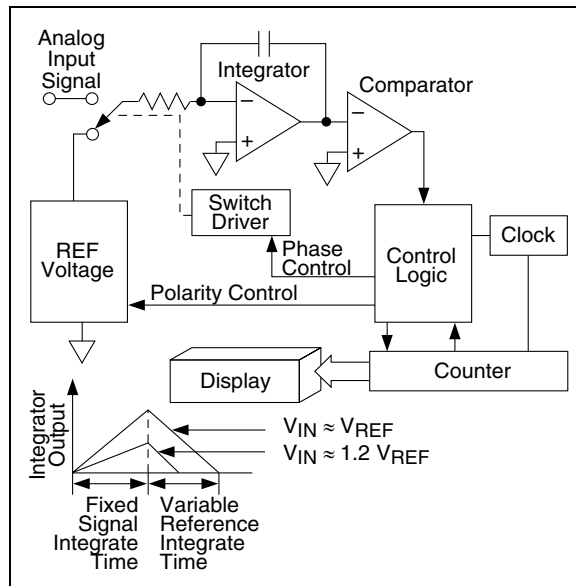 Analog
Input
Signal
Integrator
Comparator
–
+
–
+
Switch
Driver
REF
Voltage
Phase
Control
Control
Logic
Clock
Polarity Control
Display
Counter
Integrator
Output
VIN ≈ VREF
VIN ≈ 1.2 VREF
Fixed
Signal
Integrate
Time
Variable
Reference
Integrate
Time